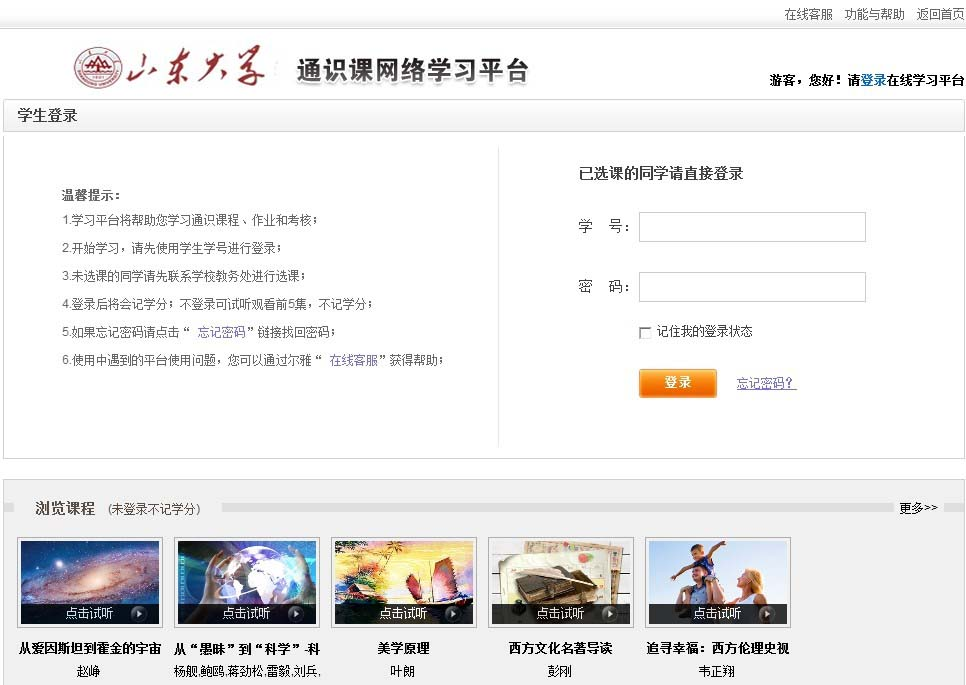 在线客服 功能与帮助 返回首页
山东大学 通识课网络学习平台
游客，您好！请登录在线学习平台
学生登录
温馨提示：
1.学习平台将帮助您学习通识课程、作业和考核；
2.开始学习，请先使用学生学号进行登录；
3.未选课的同学请先联系学校教务处进行选课；
4.登录后将会记学分；不登录可试听观看前5集，不记学分；
5.如果忘记密码请点击“ 忘记密码”链接找回密码；
6.使用中遇到的平台使用问题，您可以通过尔雅“ 在线客服”获得帮助；
已选课的同学请直接登录
学 号：
密 码：
记住我的登录状态
登录 忘记密码？
浏览课程 (未登录不记学分) 更多>>
点击试听 点击试听 点击试听 点击试听 点击试听
从爱因斯坦到霍金的宇宙 从“愚昧”到“科学”-科 美学原理 西方文化名著导读 追寻幸福：西方伦理史视
赵峥 杨舰,鲍鸥,蒋劲松,雷毅,刘兵, 叶朗 彭刚 韦正翔